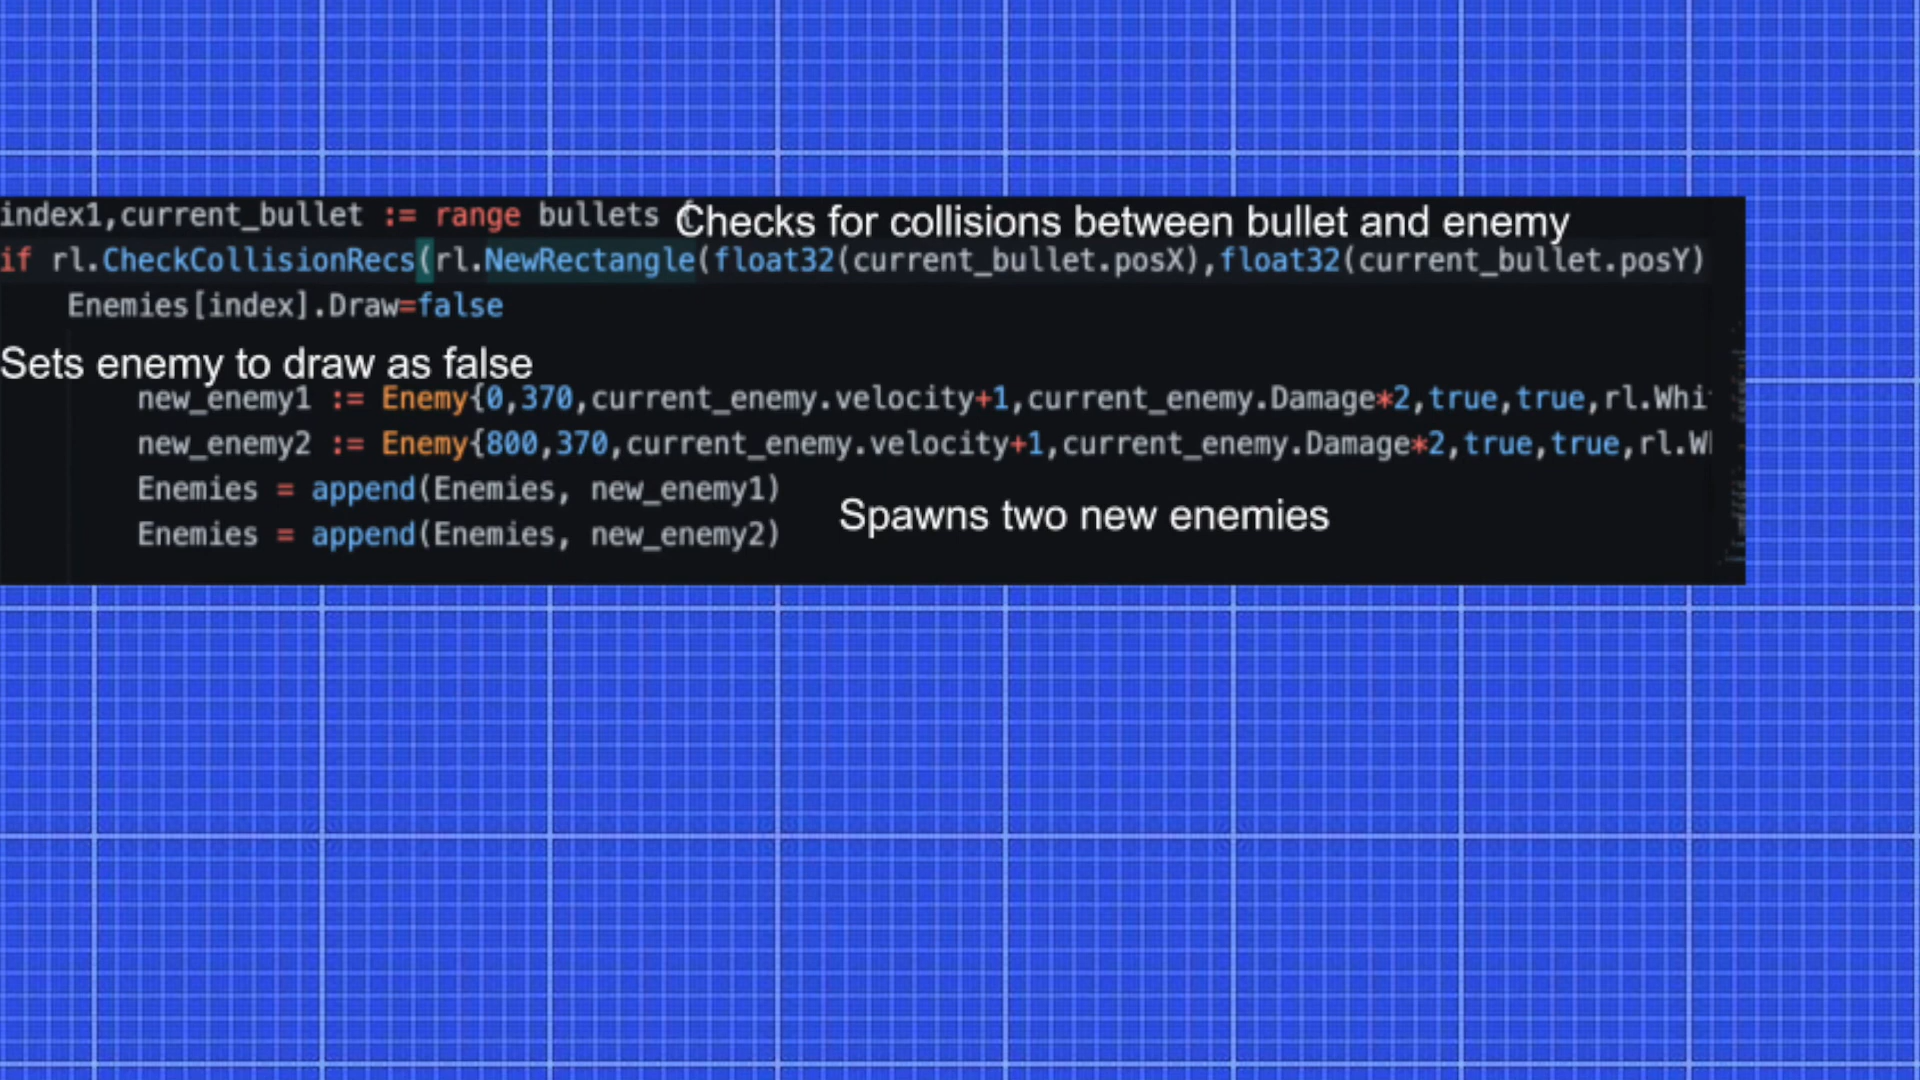 index1,current_bullet := range bullets {
Checks for collisions between bullet and enemy
if rl.CheckCollisionRecs(rl.NewRectangle(float32(current_bullet.posX),float32(current_bullet.posY)
Enemies[index].Draw=false
Sets enemy to draw as false
new_enemy1 := Enemy{0,370,current_enemy.velocity+1,current_enemy.Damage*2,true,true,rl.Whi
new_enemy2 := Enemy{800,370,current_enemy.velocity+1,current_enemy.Damage*2,true,true,rl.W
Enemies = append(Enemies, new_enemy1)
Spawns two new enemies
Enemies = append(Enemies, new_enemy2)